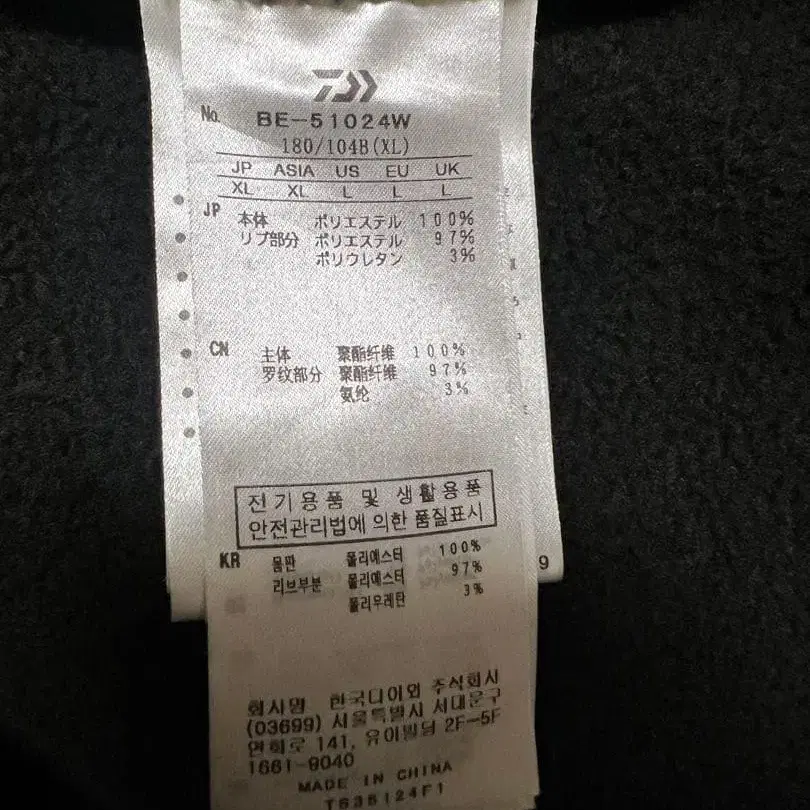 No. BE-51024W
180/104B(XL)
JP ASIA US EU UK
XL XL L L L
JP 本体 ポリエステル 100%
リブ部分 ポリエステル 97%
ポリウレタン 3%
CN 主体 聚酯纤维 100%
罗纹部分 聚酯纤维 97%
氨纶 3%
전기용품 및 생활용품
안전관리법에 의한 품질표시
KR 몸판 폴리에스터 100%
리브부분 폴리에스터 97%
폴리우레탄 3%
회사명 한국다이와 주식회사
(03699) 서울특별시 서대문구
연희로 141, 유이빌딩 2F-5F
1661-9040
MADE IN CHINA
TS35124F1
9